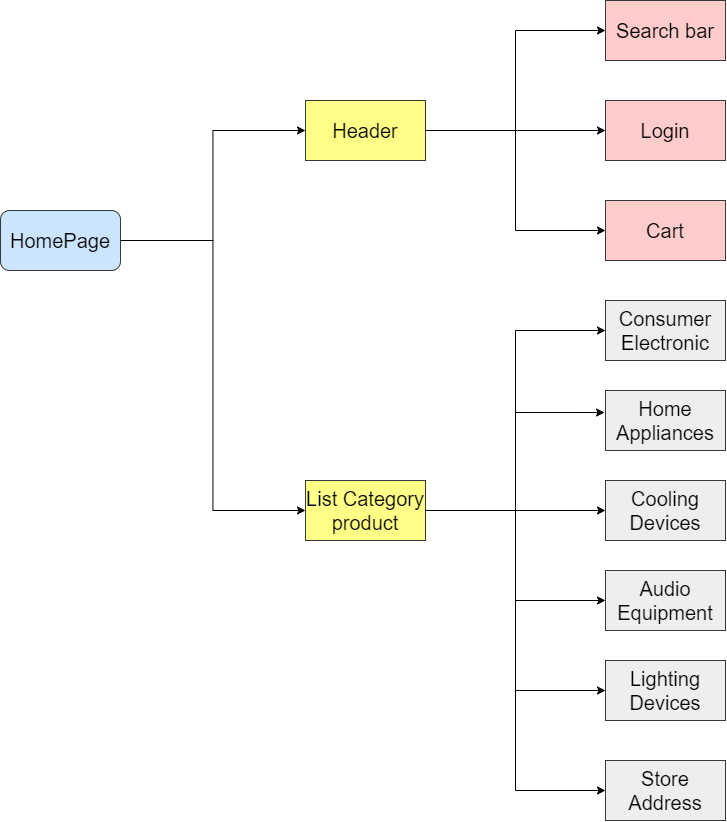 Search bar
Header
Login
HomePage
Cart
Consumer
Electronic
Home
Appliances
List Category
product
Cooling
Devices
Audio
Equipment
Lighting
Devices
Store
Address